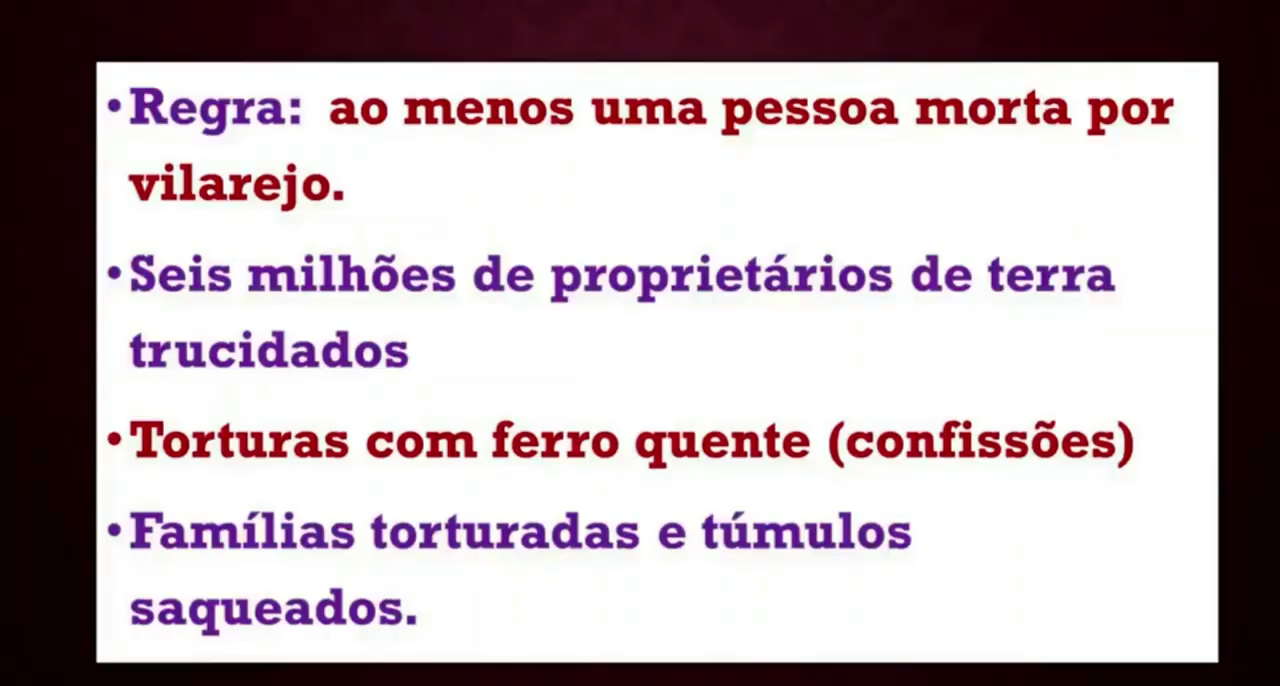 •Regra: ao menos uma pessoa morta por
vilarejo.
•Seis milhões de proprietários de terra
trucidados
•Torturas com ferro quente (confissões)
•Famílias torturadas e túmulos
saqueados.